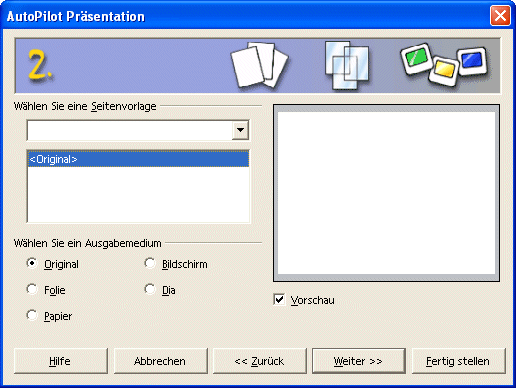 AutoPilot Präsentation
2.
Wählen Sie eine Seitenvorlage
<Original>
Wählen Sie ein Ausgabemedium
Original
Bildschirm
Folie
Dia
Papier
Vorschau
Hilfe
Abbrechen
<< Zurück
Weiter >>
Fertig stellen